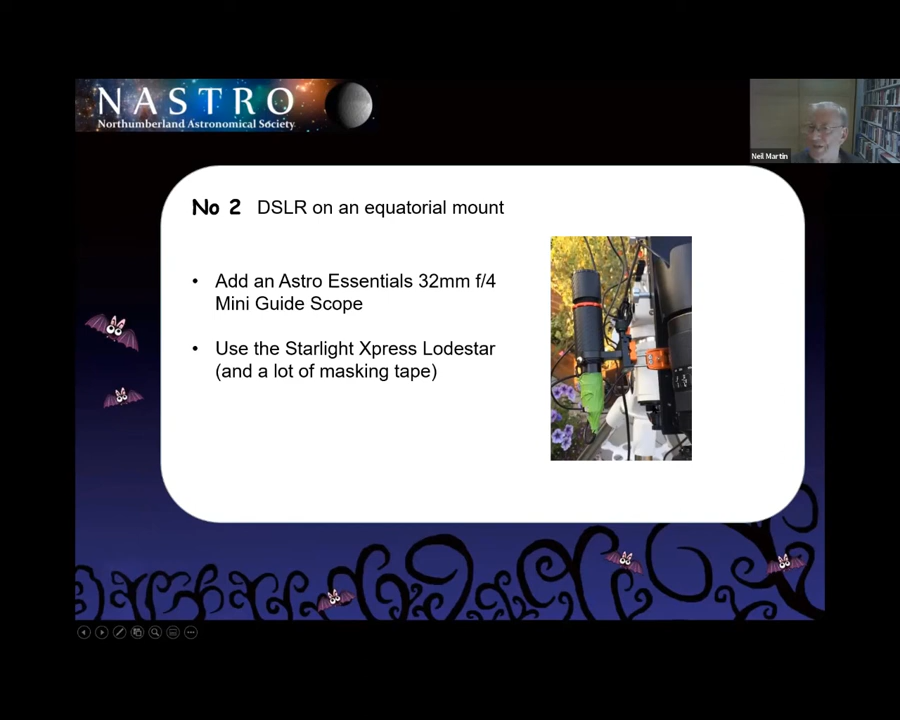 NASTRO
Northumberland Astronomical Society
Neil Martin
No 2 DSLR on an equatorial mount
• Add an Astro Essentials 32mm f/4
Mini Guide Scope
• Use the Starlight Xpress Lodestar
(and a lot of masking tape)